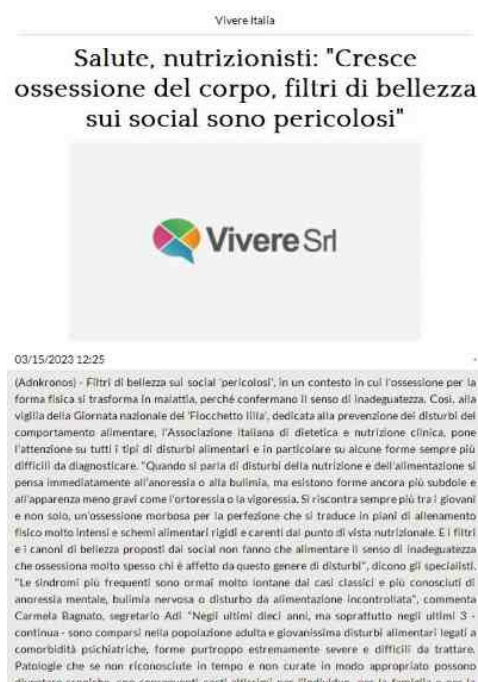 Vivere Italia
Salute, nutrizionisti: "Cresce
ossessione del corpo, filtri di bellezza
sui social sono pericolosi"
Vivere Srl
03/15/2023 12:25
(Adnkronos) - Filtri di bellezza sui social 'pericolosi', in un contesto in cui l'ossessione per la
forma fisica si trasforma in malattia, perché confermano il senso di inadeguatezza. Così, alla
vigilia della Giornata nazionale del 'Fiocchetto lilla', dedicata alla prevenzione dei disturbi del
comportamento alimentare, l'Associazione italiana di dietetica e nutrizione clinica, pone
l'attenzione su tutti i tipi di disturbi alimentari e in particolare su alcune forme sempre più
difficili da diagnosticare. "Quando si parla di disturbi della nutrizione e dell'alimentazione si
pensa immediatamente all'anoressia o alla bulimia, ma esistono forme ancora più subdole e
all'apparenza meno gravi come l'ortoressia o la vigoressia. Si riscontra sempre più tra i giovani
e non solo, un'ossessione morbosa per la perfezione che si traduce in piani di allenamento
fisico molto intensi e schemi alimentari rigidi e carenti dal punto di vista nutrizionale. E i filtri
e i canoni di bellezza proposti dai social non fanno che alimentare il senso di inadeguatezza
che ossessiona molto spesso chi è affetto da questo genere di disturbi", dicono gli specialisti.
"Le sindromi più frequenti sono ormai molto lontane dai casi classici e più conosciuti di
anoressia mentale, bulimia nervosa o disturbo da alimentazione incontrollata", commenta
Carmela Bagnato, segretario Adi "Negli ultimi dieci anni, ma soprattutto negli ultimi 3 -
continua - sono comparsi nella popolazione adulta e giovanissima disturbi alimentari legati a
comorbidità psichiatriche, forme purtroppo estremamente severe e difficili da trattare.
Patologie che se non riconosciute in tempo e non curate in modo appropriato possono